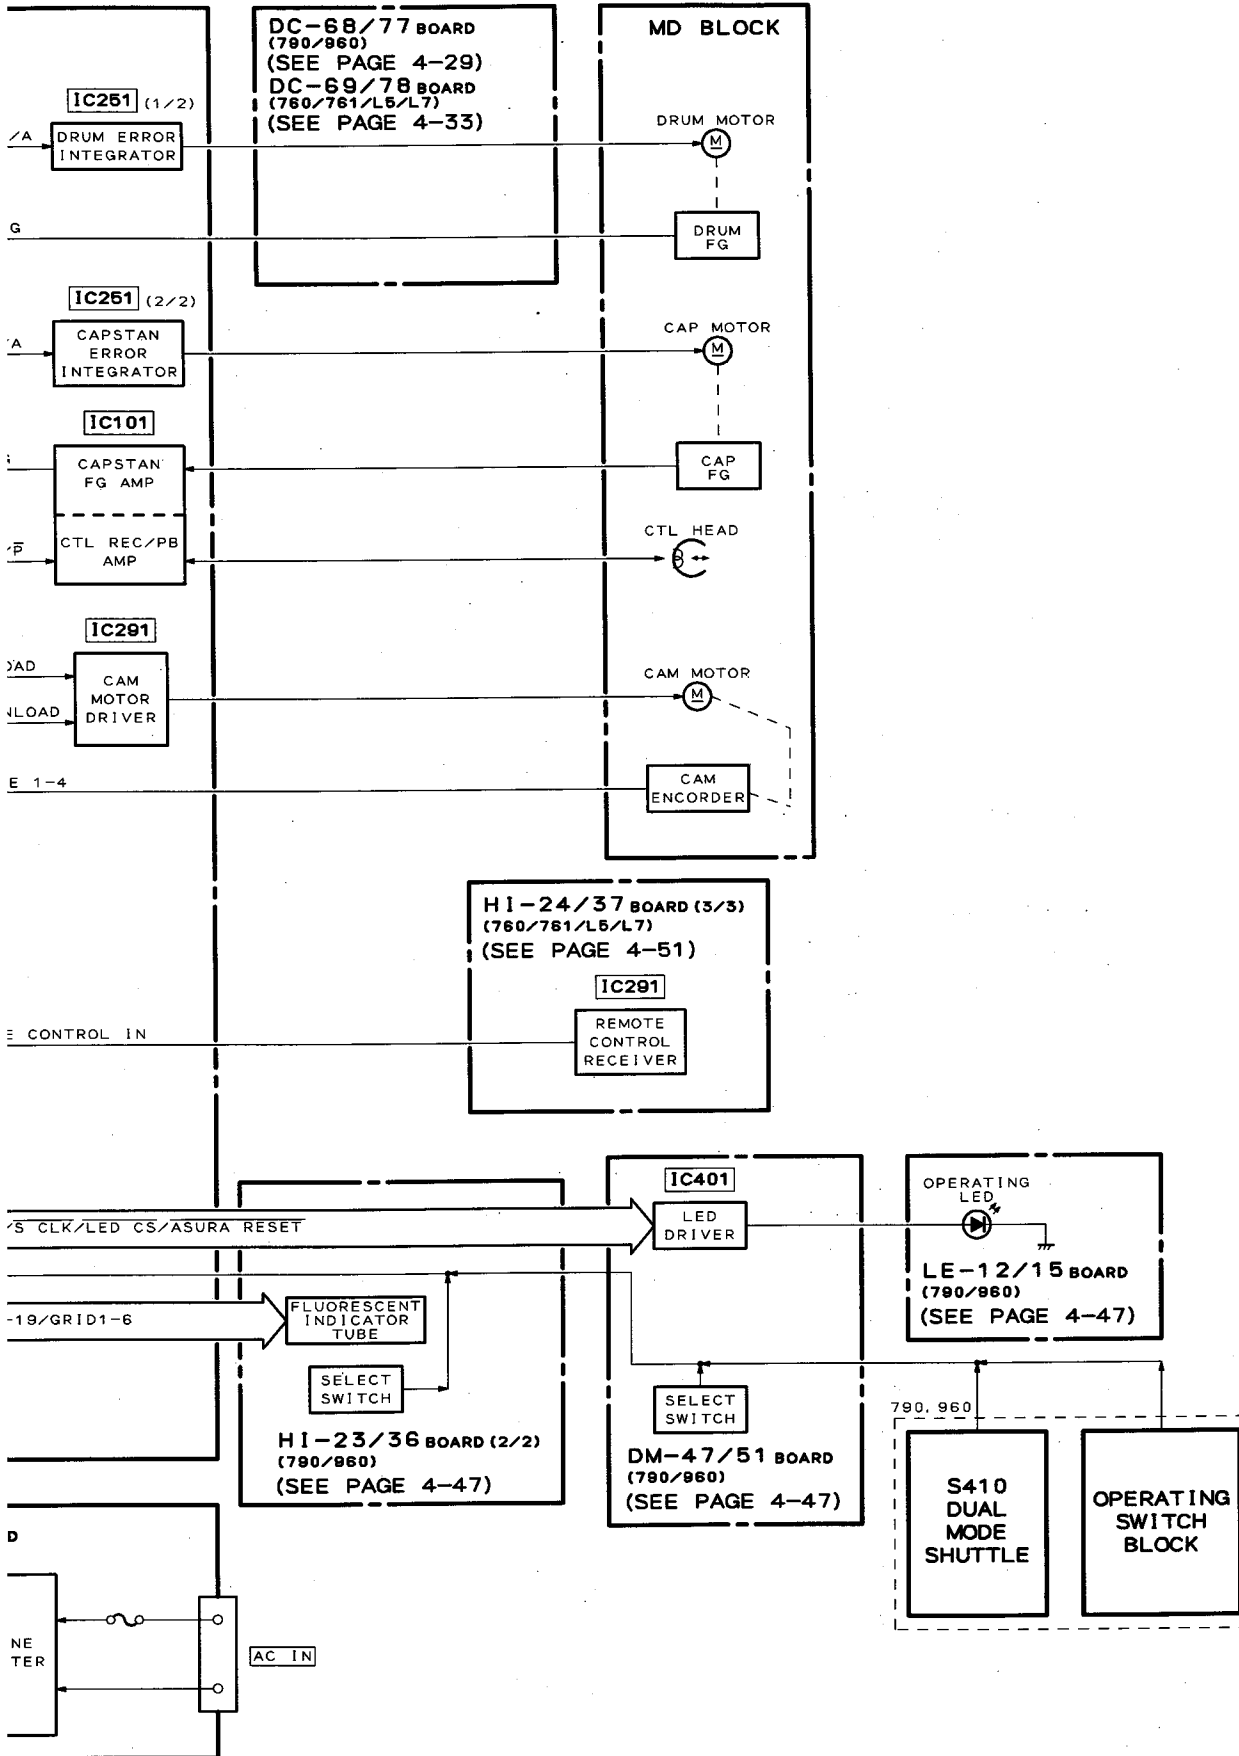 DC-68/77 BOARD
(790/960)
(SEE PAGE 4-29)
DC-69/78 BOARD
(760/761/L5/L7)
(SEE PAGE 4-33)
MD BLOCK
IC251 (1/2)
/A
DRUM ERROR
INTEGRATOR
DRUM MOTOR
M
G
DRUM
FG
IC251 (2/2)
A
CAPSTAN
ERROR
INTEGRATOR
CAP MOTOR
M
IC101
CAPSTAN
FG AMP
CAP
FG
/P
CTL REC/PB
AMP
CTL HEAD
IC291
OAD
NLOAD
CAM
MOTOR
DRIVER
CAM MOTOR
M
E 1-4
CAM
ENCORDER
HI-24/37 BOARD (3/3)
(760/761/L5/L7)
(SEE PAGE 4-51)
IC291
E CONTROL IN
REMOTE
CONTROL
RECEIVER
IC401
/S CLK/LED CS/ASURA RESET
LED
DRIVER
OPERATING
LED
LE-12/15 BOARD
(790/960)
(SEE PAGE 4-47)
-19/GRID1-6
FLUORESCENT
INDICATOR
TUBE
SELECT
SWITCH
HI-23/36 BOARD (2/2)
(790/960)
(SEE PAGE 4-47)
SELECT
SWITCH
DM-47/51 BOARD
(790/960)
(SEE PAGE 4-47)
790, 960
S410
DUAL
MODE
SHUTTLE
OPERATING
SWITCH
BLOCK
D
NE
TER
AC IN